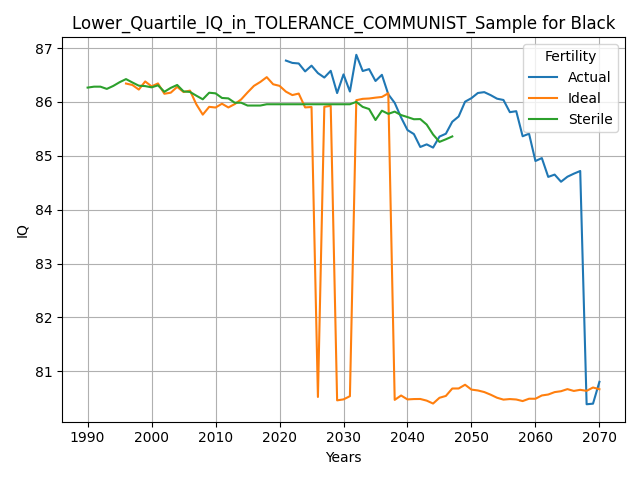 Lower_Quartile_IQ_in_TOLERANCE_COMMUNIST_Sample for Black
87
86
85
84
83
82
81
IQ
1990 2000 2010 2020 2030 2040 2050 2060 2070
Years
Fertility
Actual
Ideal
Sterile